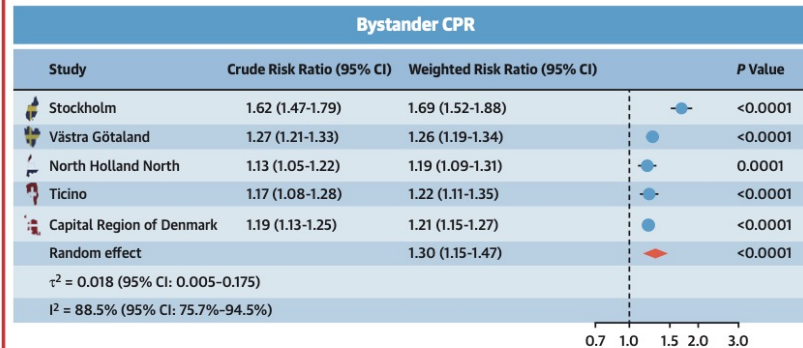 Bystander CPR
Study Crude Risk Ratio (95% CI) Weighted Risk Ratio (95% CI) P Value
Stockholm 1.62 (1.47-1.79) 1.69 (1.52-1.88) <0.0001
Västra Götaland 1.27 (1.21-1.33) 1.26 (1.19-1.34) <0.0001
North Holland North 1.13 (1.05-1.22) 1.19 (1.09-1.31) 0.0001
Ticino 1.17 (1.08-1.28) 1.22 (1.11-1.35) <0.0001
Capital Region of Denmark 1.19 (1.13-1.25) 1.21 (1.15-1.27) <0.0001
Random effect 1.30 (1.15-1.47) <0.0001
τ² = 0.018 (95% CI: 0.005-0.175)
I² = 88.5% (95% CI: 75.7%-94.5%)
0.7 1.0 1.5 2.0 3.0